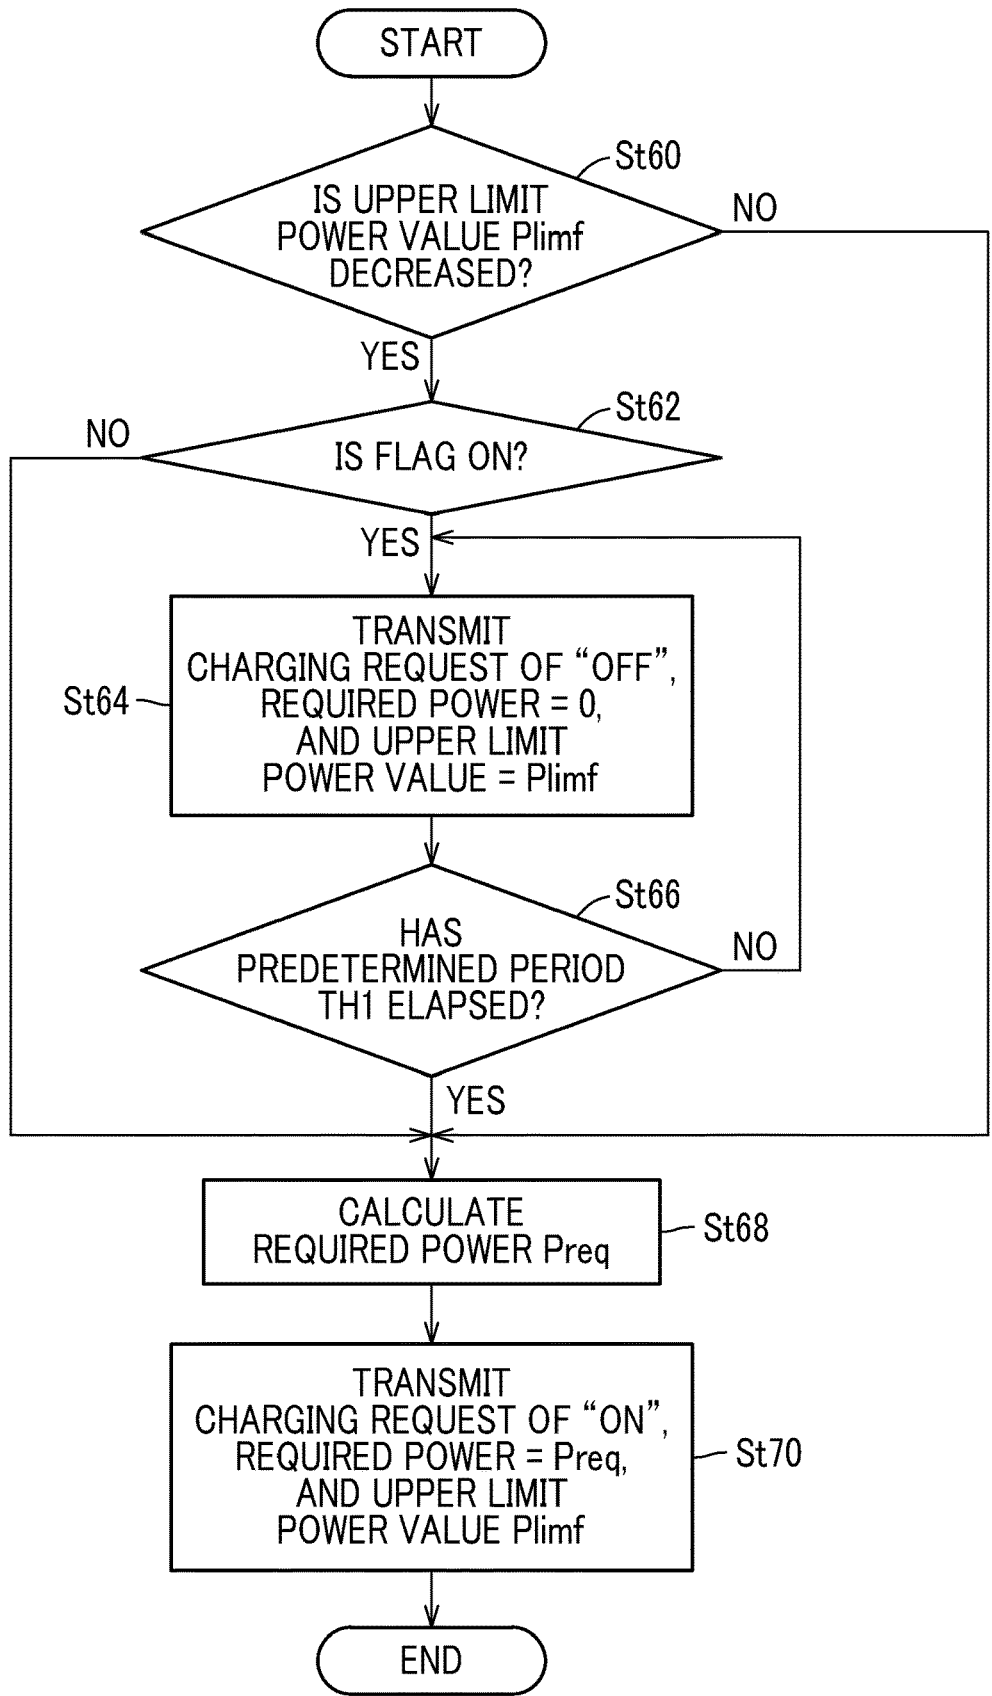 START
St60
IS UPPER LIMIT
POWER VALUE Plimf
DECREASED?
NO
YES
St62
NO
IS FLAG ON?
YES
TRANSMIT
CHARGING REQUEST OF “OFF”,
REQUIRED POWER = 0,
AND UPPER LIMIT
POWER VALUE = Plimf
St64
St66
HAS
PREDETERMINED PERIOD
TH1 ELAPSED?
NO
YES
CALCULATE
REQUIRED POWER Preq
St68
TRANSMIT
CHARGING REQUEST OF “ON”,
REQUIRED POWER = Preq,
AND UPPER LIMIT
POWER VALUE Plimf
St70
END